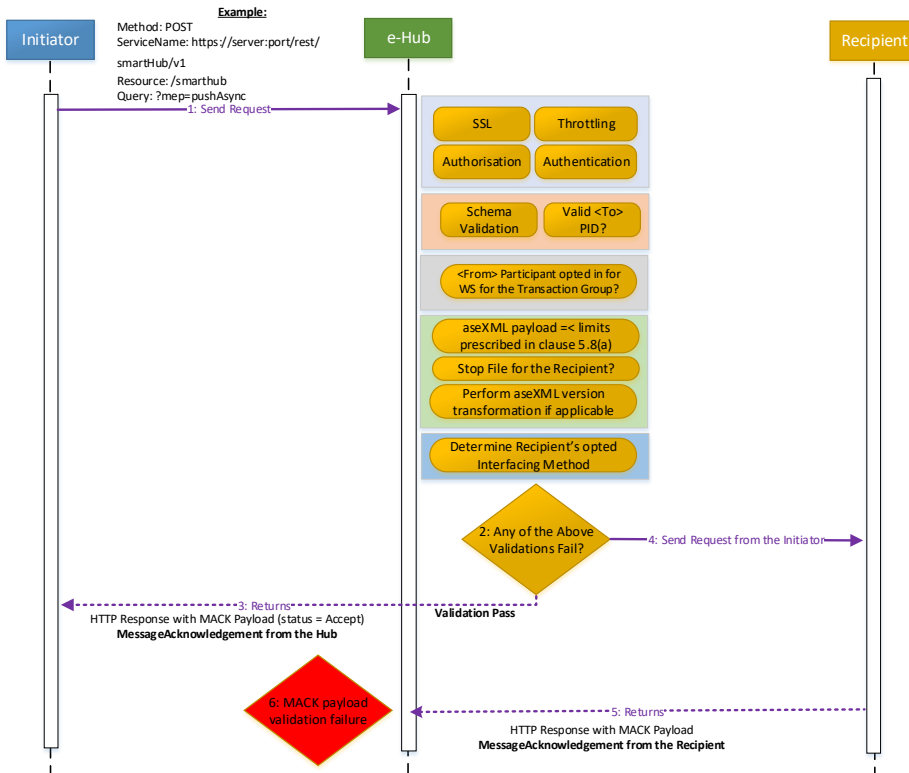 Example:
Method: POST
ServiceName: https://server:port/rest/
smartHub/v1
Resource: /smarthub
Query: ?mep=pushAsync
Initiator
e-Hub
Recipient
1: Send Request
SSL
Throttling
Authorisation
Authentication
Schema
Validation
Valid <To>
PID?
<From> Participant opted in for
WS for the Transaction Group?
aseXML payload =< limits
prescribed in clause 5.8(a)
Stop File for the Recipient?
Perform aseXML version
transformation if applicable
Determine Recipient's opted
Interfacing Method
2: Any of the Above
Validations Fail?
4: Send Request from the Initiator
3: Returns
HTTP Response with MACK Payload (status = Accept)
MessageAcknowledgement from the Hub
Validation Pass
6: MACK payload
validation failure
5: Returns
HTTP Response with MACK Payload
MessageAcknowledgement from the Recipient